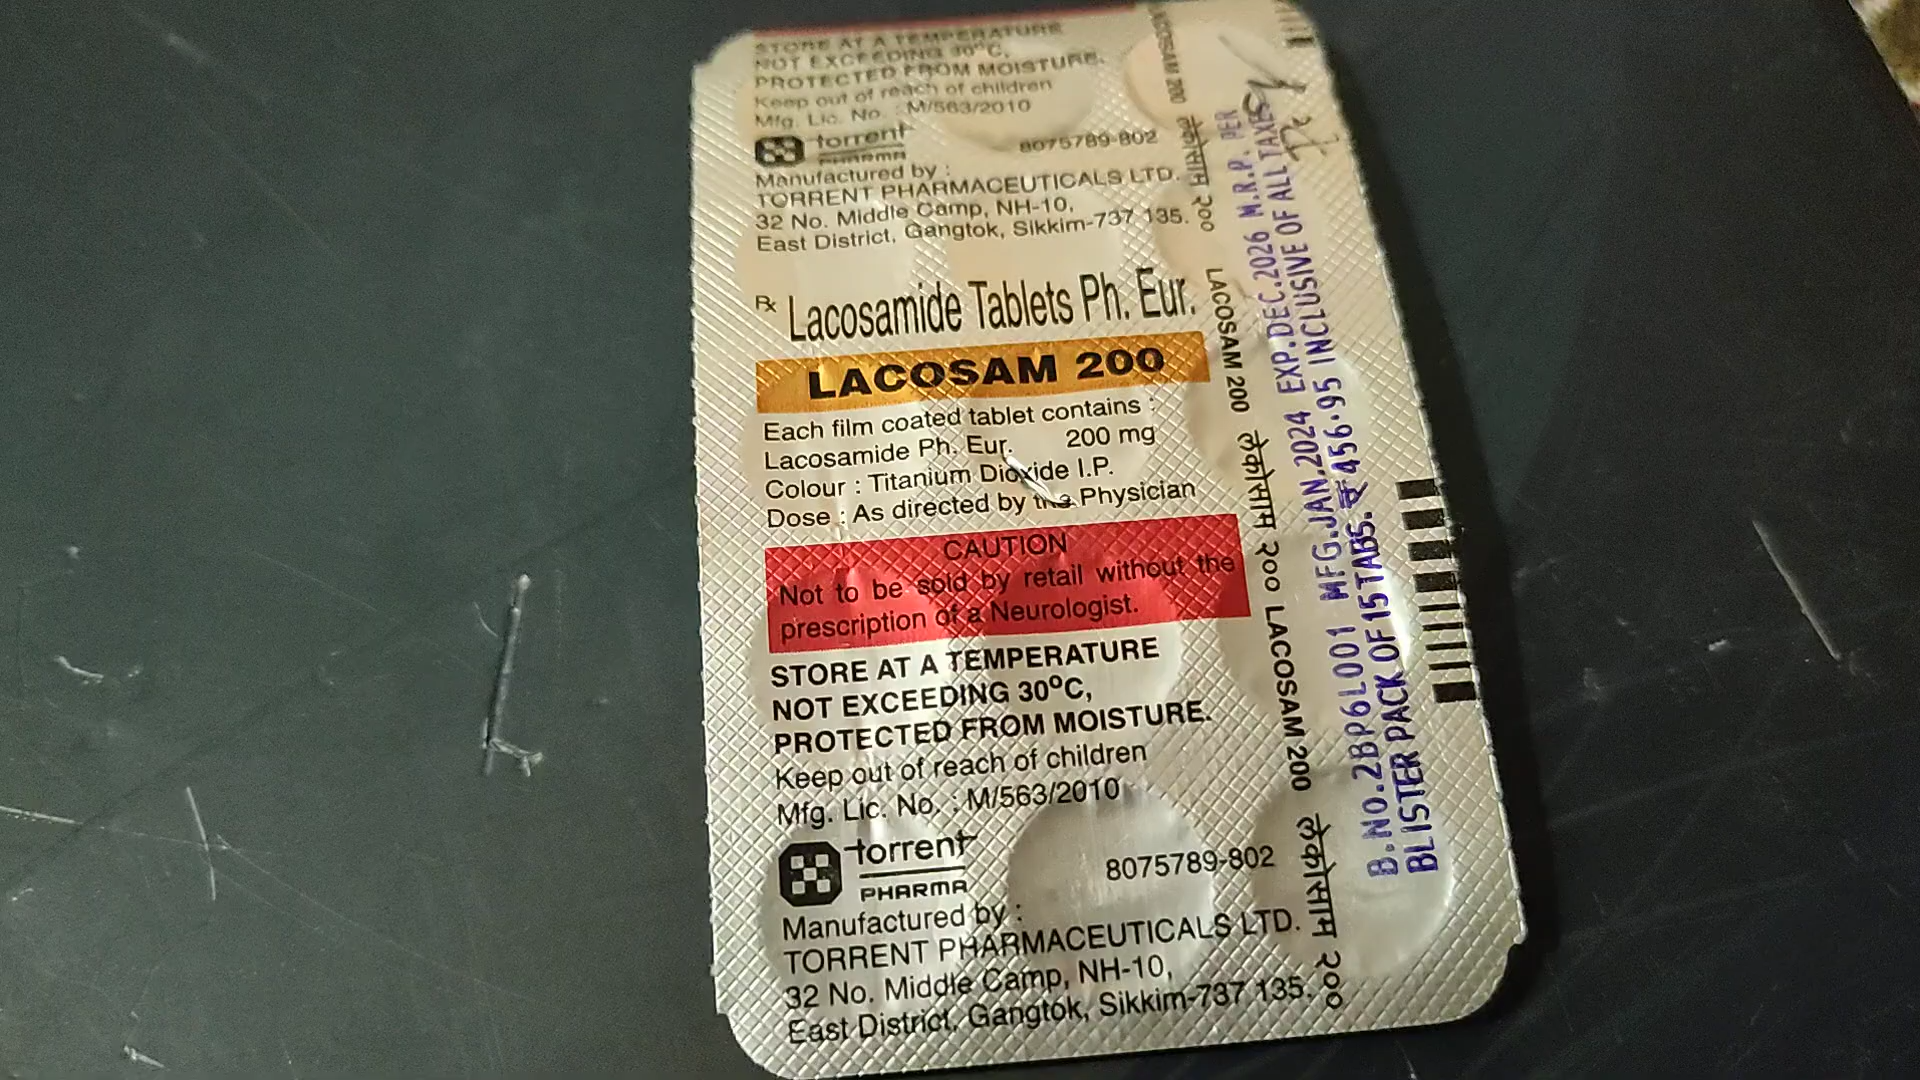 STORE AT A TEMPERATURE
NOT EXCEEDING 30°C,
PROTECTED FROM MOISTURE.
Keep out of reach of children
Mfg. Lic. No. : M/563/2010
torrent
PHARMA
8075789-802
Manufactured by :
TORRENT PHARMACEUTICALS LTD.
32 No. Middle Camp, NH-10,
East District, Gangtok, Sikkim-737 135.
Rx Lacosamide Tablets Ph. Eur.
LACOSAM 200
Each film coated tablet contains :
Lacosamide Ph. Eur. 200 mg
Colour : Titanium Dioxide I.P.
Dose : As directed by the Physician
CAUTION
Not to be sold by retail without the
prescription of a Neurologist.
STORE AT A TEMPERATURE
NOT EXCEEDING 30°C,
PROTECTED FROM MOISTURE.
Keep out of reach of children
Mfg. Lic. No. : M/563/2010
torrent
PHARMA
8075789-802
Manufactured by :
TORRENT PHARMACEUTICALS LTD.
32 No. Middle Camp, NH-10,
East District, Gangtok, Sikkim-737 135.
LACOSAM 200 लेकोसाम २०० LACOSAM 200 लेकोसाम २०० LACOSAM 200 लेकोसाम २००
B.NO.2BP6L001 MFG.JAN.2024 EXP.DEC.2026 M.R.P. PER
BLISTER PACK OF 15 TABS. ₹ 456.95 INCLUSIVE OF ALL TAXES